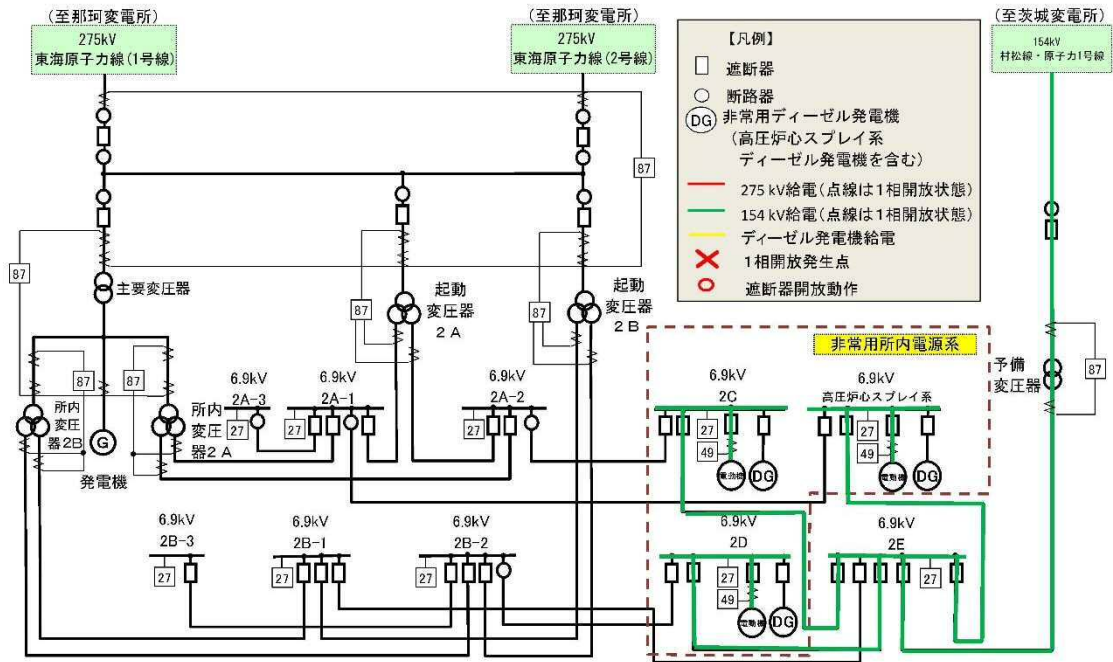 (至那珂変電所)
275kV
東海原子力線(1号線)
(至那珂変電所)
275kV
東海原子力線(2号線)
(至茨城変電所)
154kV
村松線・原子力1号線
【凡例】
遮断器
断路器
DG
非常用ディーゼル発電機
(高圧炉心スプレイ系
ディーゼル発電機を含む)
275 kV給電(点線は1相開放状態)
154 kV給電(点線は1相開放状態)
ディーゼル発電機給電
1相開放発生点
遮断器開放動作
87
87
主要変圧器
87
起動
変圧器
2A
87
起動
変圧器
2B
87
87
所内
変圧
器2B
G
発電機
所内
変圧
器2A
6.9kV
2A-3
27
6.9kV
2A-1
27
6.9kV
2A-2
27
非常用所内電源系
6.9kV
2C
27
49
電動機
DG
6.9kV
高圧炉心スプレイ系
27
49
電動機
DG
予備
変圧器
87
6.9kV
2B-3
27
6.9kV
2B-1
27
6.9kV
2B-2
27
6.9kV
2D
27
49
電動機
DG
6.9kV
2E
27